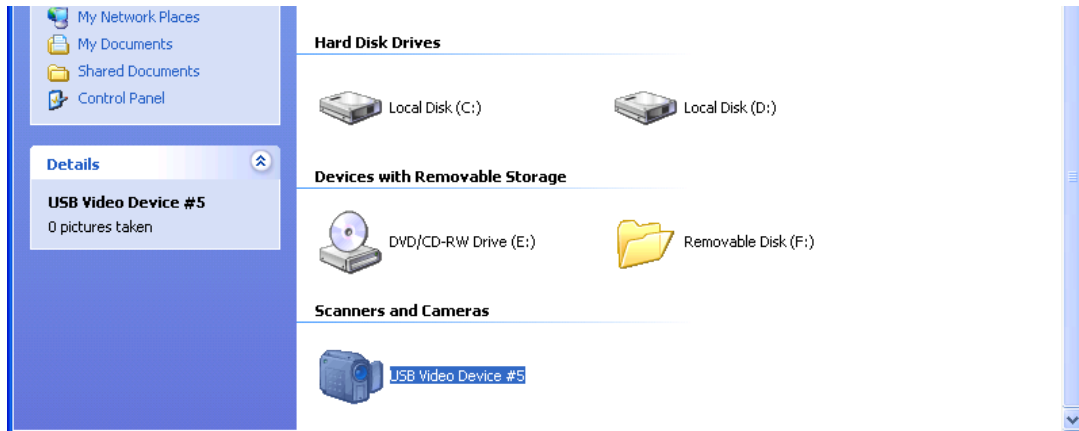 My Network Places
My Documents
Shared Documents
Control Panel
Details
USB Video Device #5
0 pictures taken
Hard Disk Drives
Local Disk (C:)
Local Disk (D:)
Devices with Removable Storage
DVD/CD-RW Drive (E:)
Removable Disk (F:)
Scanners and Cameras
USB Video Device #5